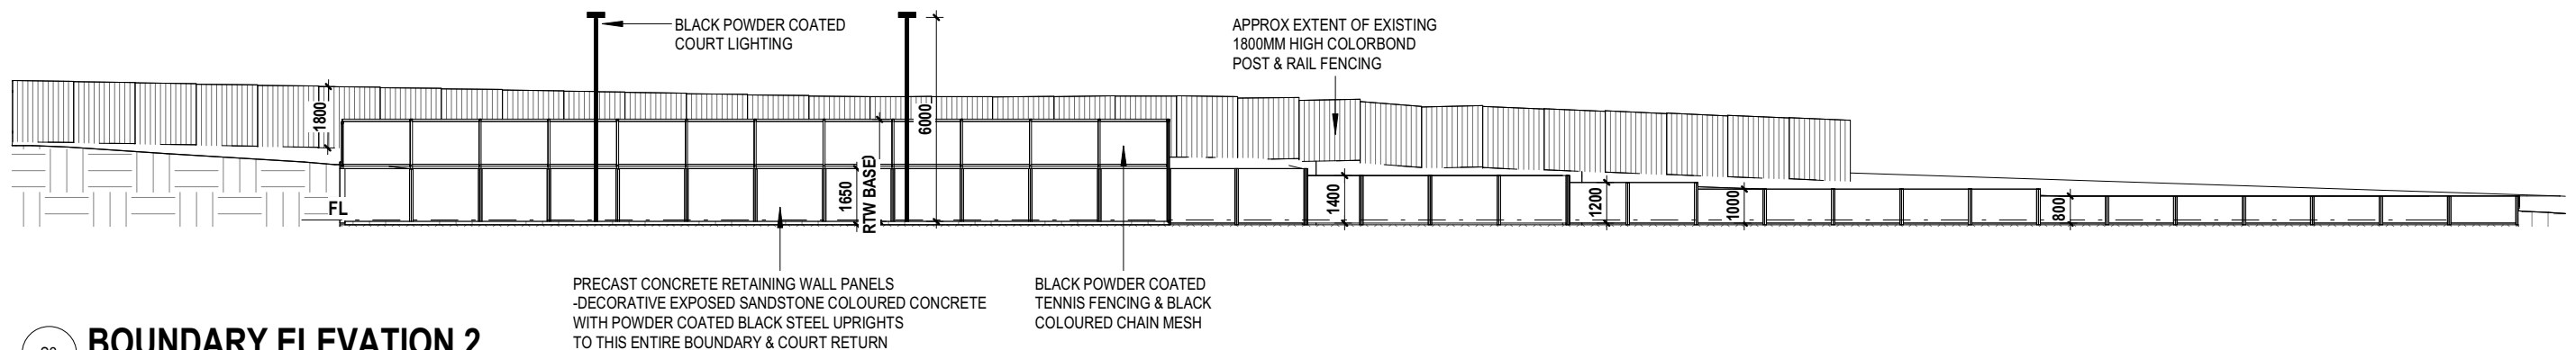 BLACK POWDER COATED
COURT LIGHTING
APPROX EXTENT OF EXISTING
1800MM HIGH COLORBOND
POST & RAIL FENCING
1800
6000
FL
1650
RTW BASE)
1400
1200
1000
800
PRECAST CONCRETE RETAINING WALL PANELS
-DECORATIVE EXPOSED SANDSTONE COLOURED CONCRETE
WITH POWDER COATED BLACK STEEL UPRIGHTS
TO THIS ENTIRE BOUNDARY & COURT RETURN
BLACK POWDER COATED
TENNIS FENCING & BLACK
COLOURED CHAIN MESH
BOUNDARY ELEVATION 2